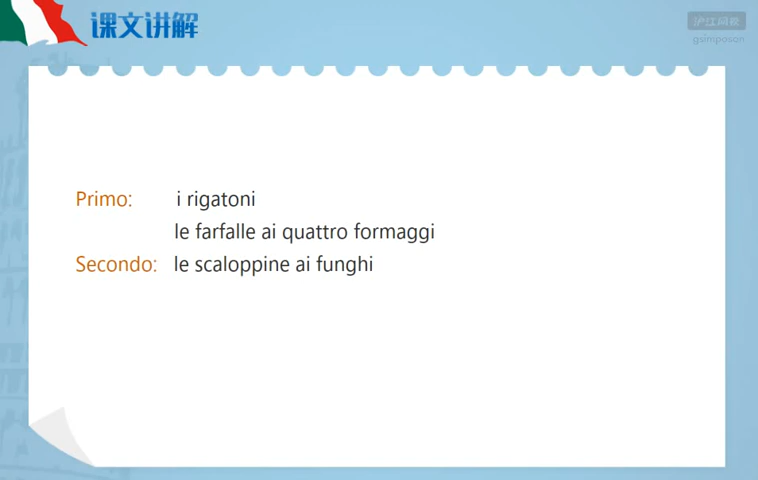 课文讲解
沪江网校
gsimposan
Primo: i rigatoni
le farfalle ai quattro formaggi
Secondo: le scaloppine ai funghi